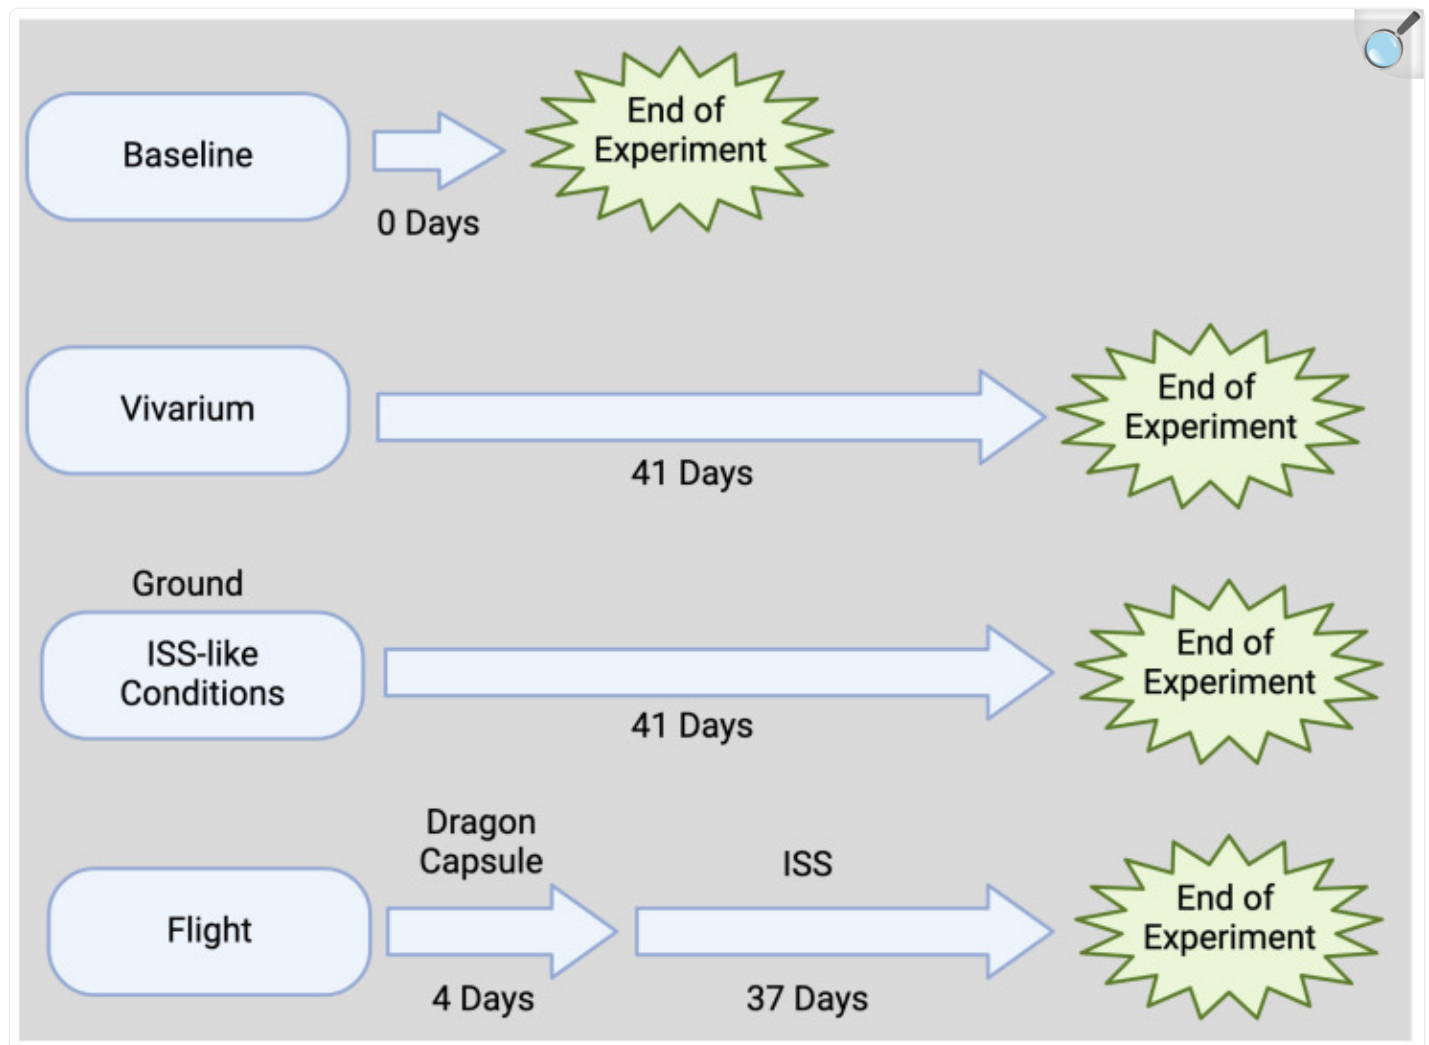 Baseline
0 Days
End of
Experiment
Vivarium
41 Days
End of
Experiment
Ground
ISS-like
Conditions
41 Days
End of
Experiment
Flight
Dragon
Capsule
4 Days
ISS
37 Days
End of
Experiment